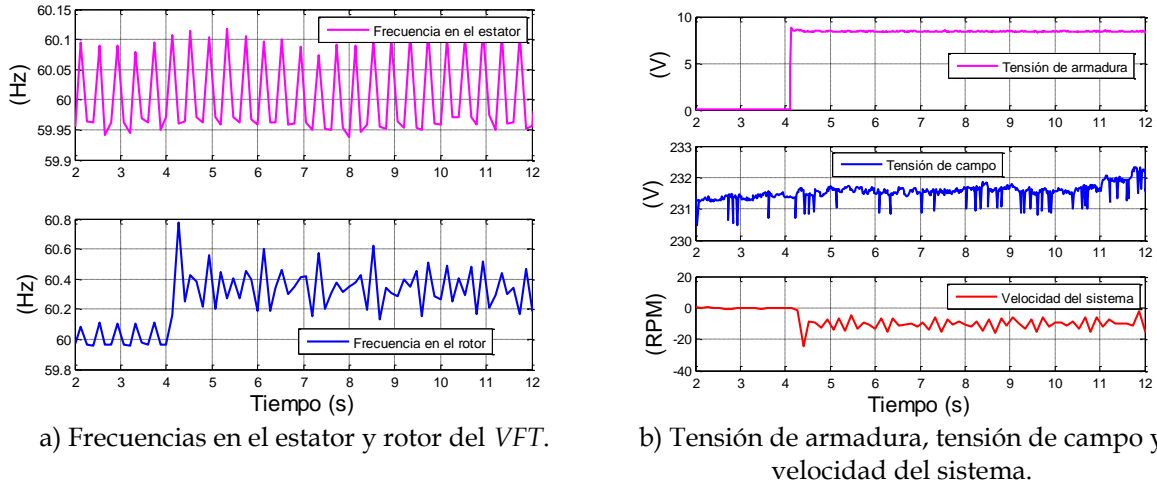 60.15
60.1
60.05
60
59.95
59.9
(Hz)
Frecuencia en el estator
2 3 4 5 6 7 8 9 10 11 12
60.8
60.6
60.4
60.2
60
59.8
(Hz)
Frecuencia en el rotor
2 3 4 5 6 7 8 9 10 11 12
Tiempo (s)
a) Frecuencias en el estator y rotor del VFT.
10
5
0
(V)
Tensión de armadura
2 3 4 5 6 7 8 9 10 11 12
233
232
231
230
(V)
Tensión de campo
2 3 4 5 6 7 8 9 10 11 12
20
0
-20
-40
(RPM)
Velocidad del sistema
2 3 4 5 6 7 8 9 10 11 12
Tiempo (s)
b) Tensión de armadura, tensión de campo y
velocidad del sistema.